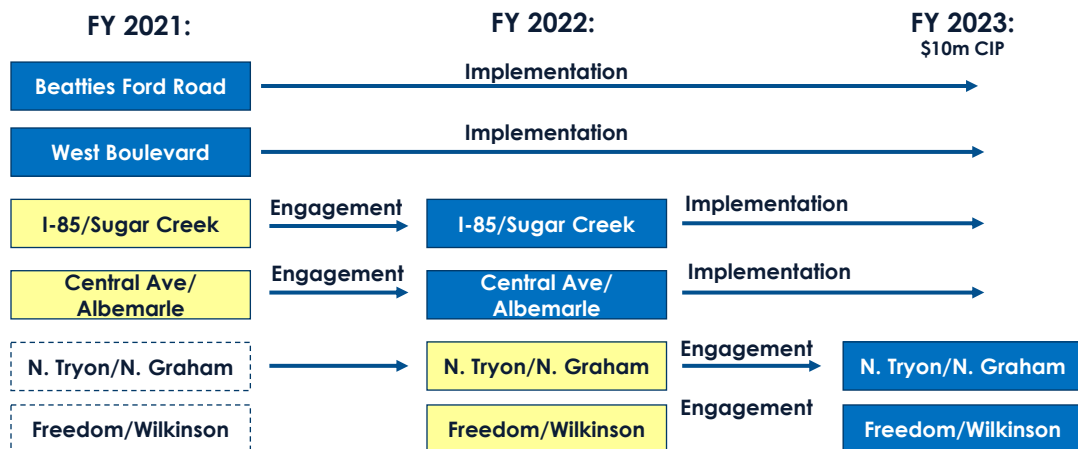 FY 2021:
FY 2022:
FY 2023:
$10m CIP
Beatties Ford Road
Implementation
West Boulevard
Implementation
I-85/Sugar Creek
Engagement
I-85/Sugar Creek
Implementation
Central Ave/
Albemarle
Engagement
Central Ave/
Albemarle
Implementation
N. Tryon/N. Graham
N. Tryon/N. Graham
Engagement
N. Tryon/N. Graham
Freedom/Wilkinson
Freedom/Wilkinson
Engagement
Freedom/Wilkinson